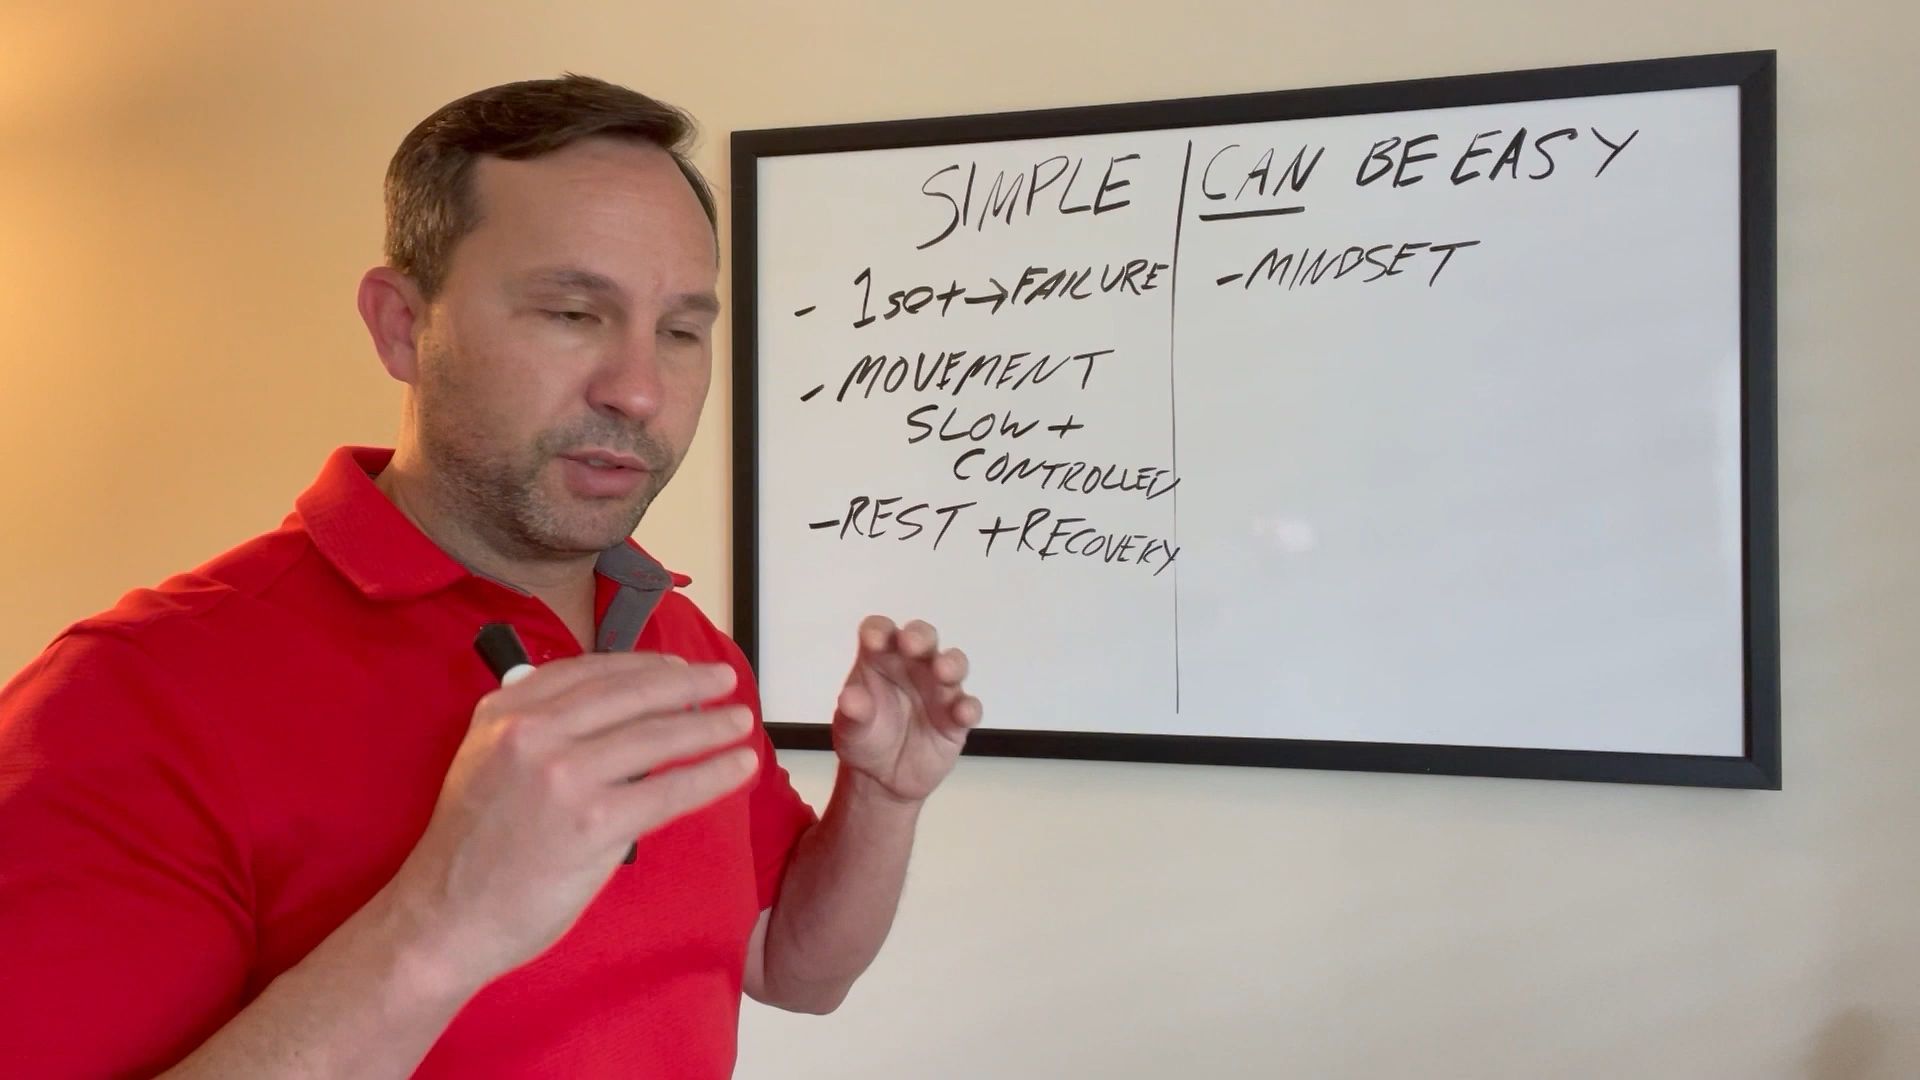 SIMPLE
- 1 set → FAILURE
- MOVEMENT
SLOW +
CONTROLLED
- REST + RECOVERY
CAN BE EASY
- MINDSET